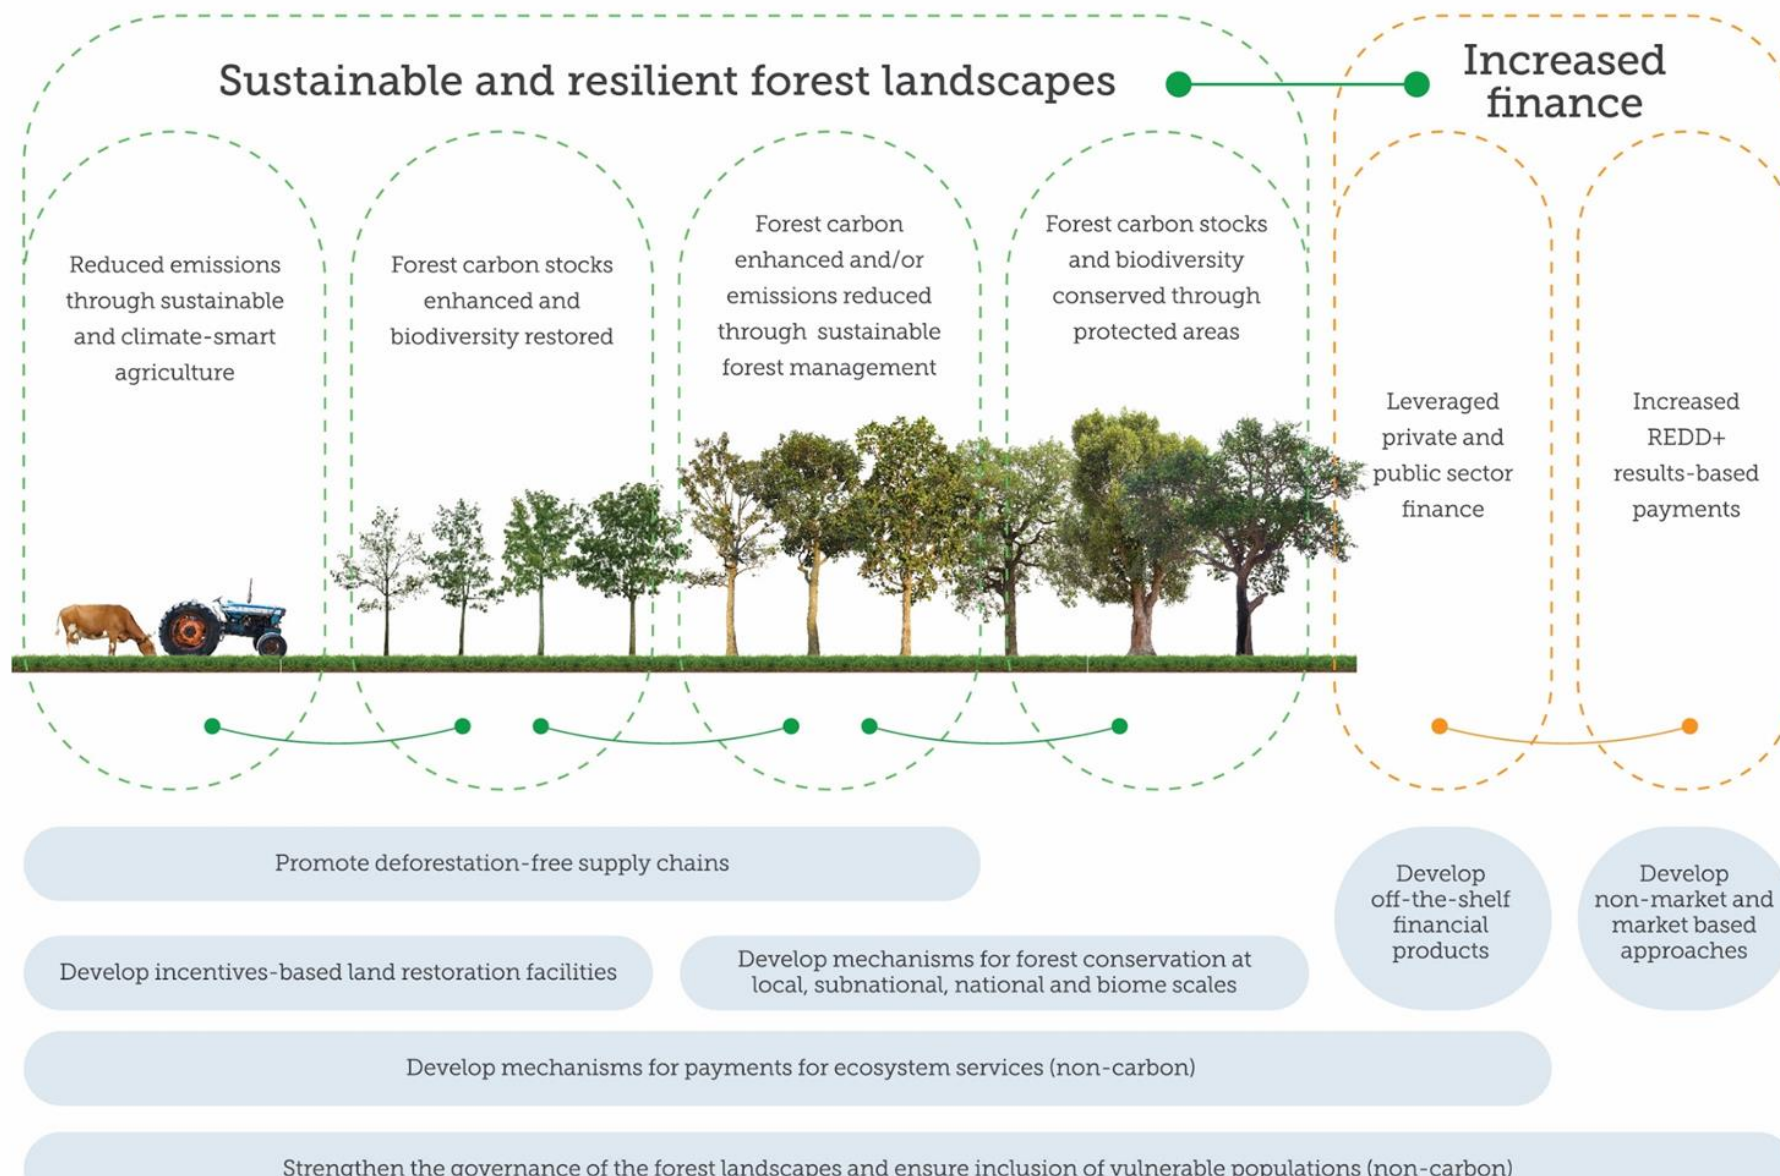 Sustainable and resilient forest landscapes
Increased
finance
Reduced emissions
through sustainable
and climate-smart
agriculture
Forest carbon stocks
enhanced and
biodiversity restored
Forest carbon
enhanced and/or
emissions reduced
through sustainable
forest management
Forest carbon stocks
and biodiversity
conserved through
protected areas
Leveraged
private and
public sector
finance
Increased
REDD+
results-based
payments
Promote deforestation-free supply chains
Develop
off-the-shelf
financial
products
Develop
non-market and
market based
approaches
Develop incentives-based land restoration facilities
Develop mechanisms for forest conservation at
local, subnational, national and biome scales
Develop mechanisms for payments for ecosystem services (non-carbon)
Strengthen the governance of the forest landscapes and ensure inclusion of vulnerable populations (non-carbon)